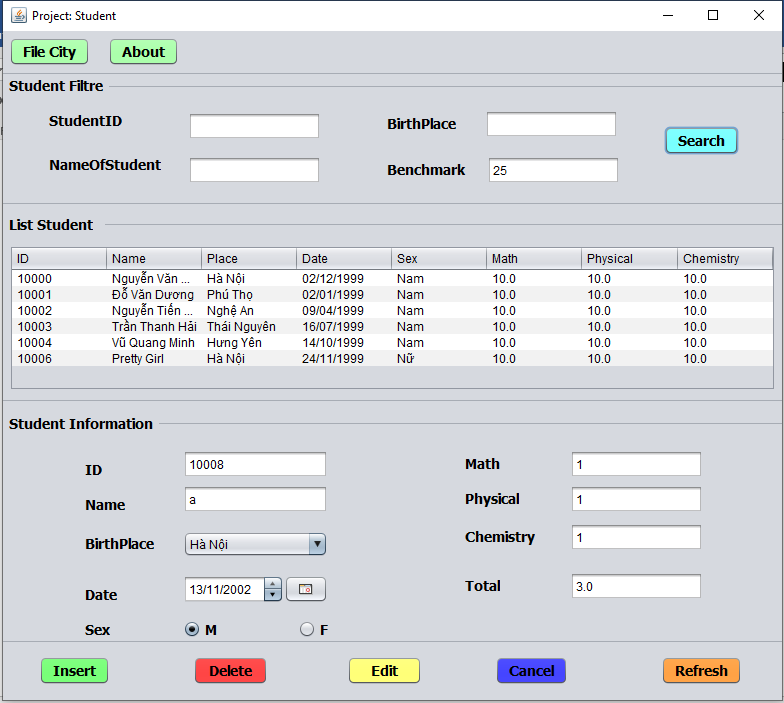 Project: Student
File City About
Student Filtre
StudentID BirthPlace
Search
NameOfStudent Benchmark 25
List Student
ID Name Place Date Sex Math Physical Chemistry
10000 Nguyễn Văn ... Hà Nội 02/12/1999 Nam 10.0 10.0 10.0
10001 Đỗ Văn Dương Phú Thọ 02/01/1999 Nam 10.0 10.0 10.0
10002 Nguyễn Tiến ... Nghệ An 09/04/1999 Nam 10.0 10.0 10.0
10003 Trần Thanh Hải Thái Nguyên 16/07/1999 Nam 10.0 10.0 10.0
10004 Vũ Quang Minh Hưng Yên 14/10/1999 Nam 10.0 10.0 10.0
10006 Pretty Girl Hà Nội 24/11/1999 Nữ 10.0 10.0 10.0
Student Information
ID 10008 Math 1
Name a Physical 1
BirthPlace Hà Nội Chemistry 1
Date 13/11/2002 Total 3.0
Sex M F
Insert Delete Edit Cancel Refresh